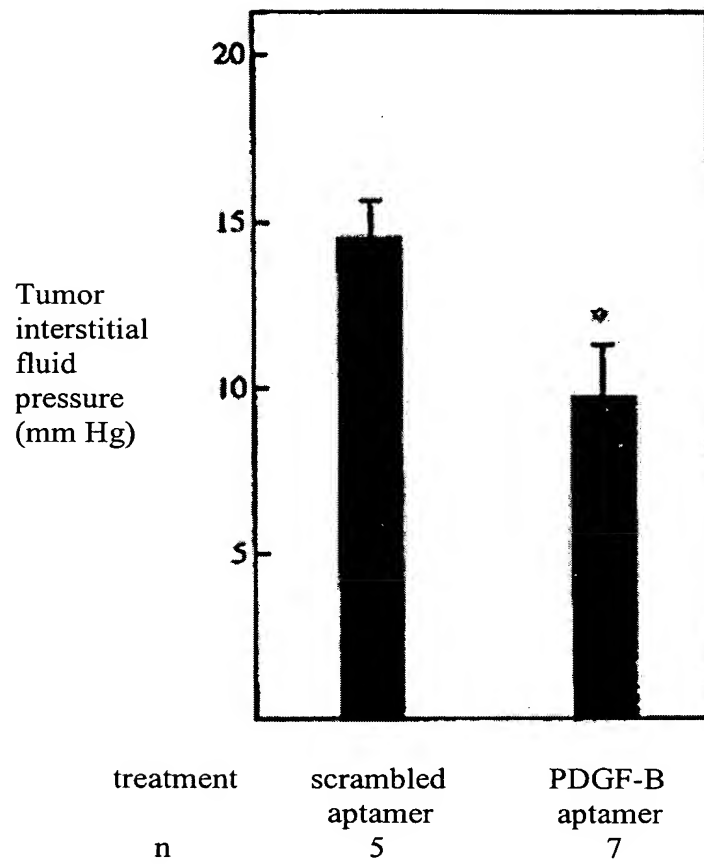 20
15
10
5
Tumor
interstitial
fluid
pressure
(mm Hg)
*
treatment scrambled PDGF-B
aptamer aptamer
n 5 7